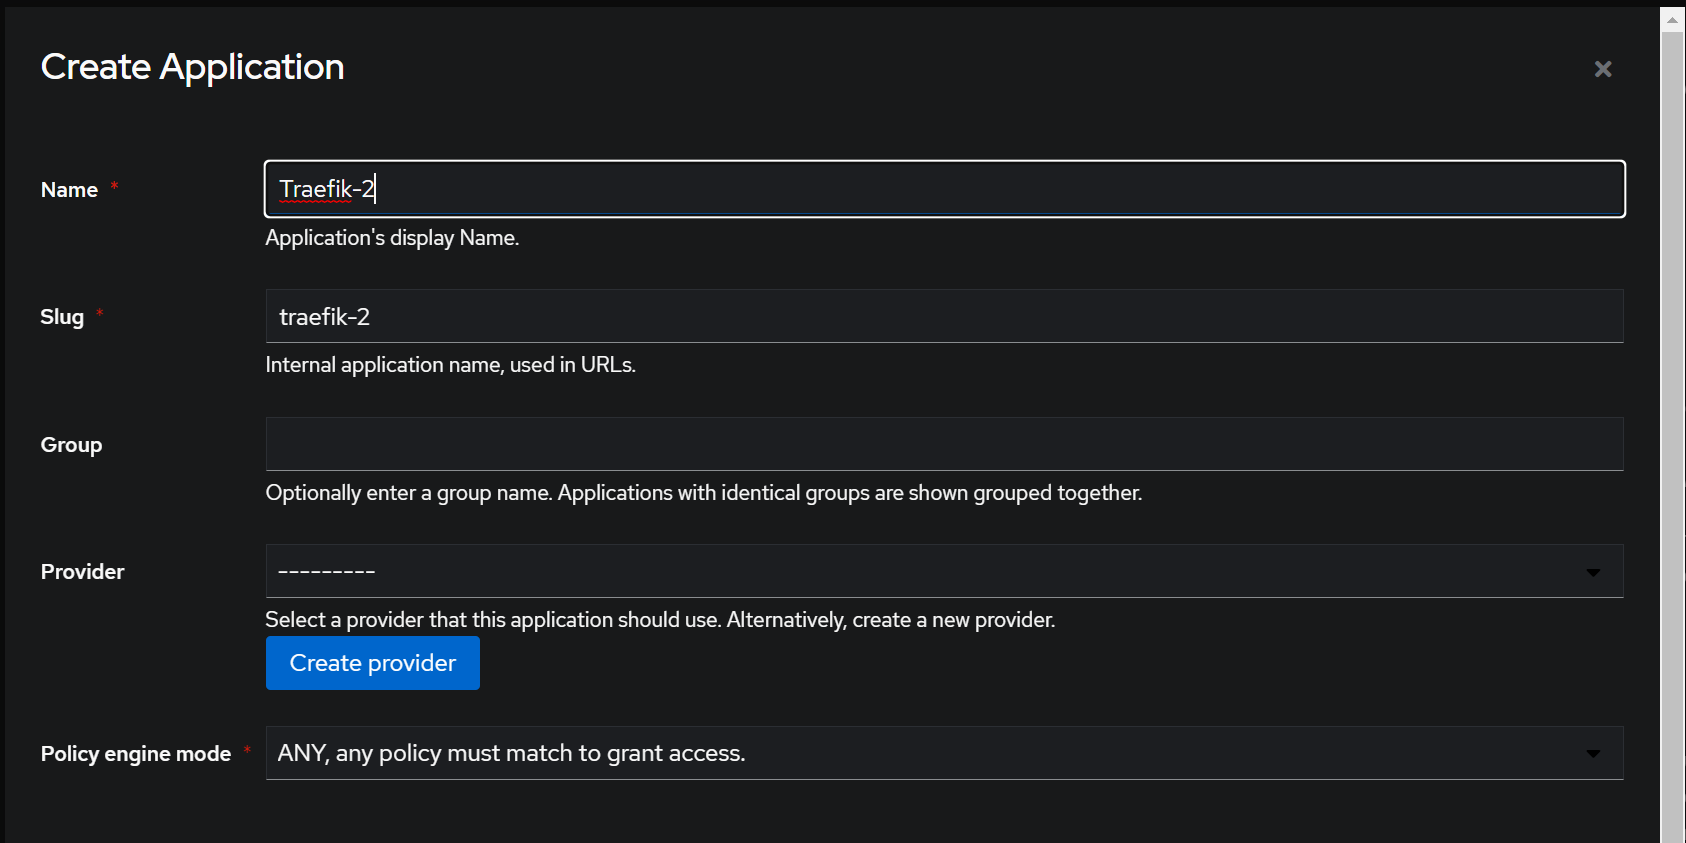 Create Application
Name *
Traefik-2
Application's display Name.
Slug *
traefik-2
Internal application name, used in URLs.
Group
Optionally enter a group name. Applications with identical groups are shown grouped together.
Provider
---------
Select a provider that this application should use. Alternatively, create a new provider.
Create provider
Policy engine mode *
ANY, any policy must match to grant access.